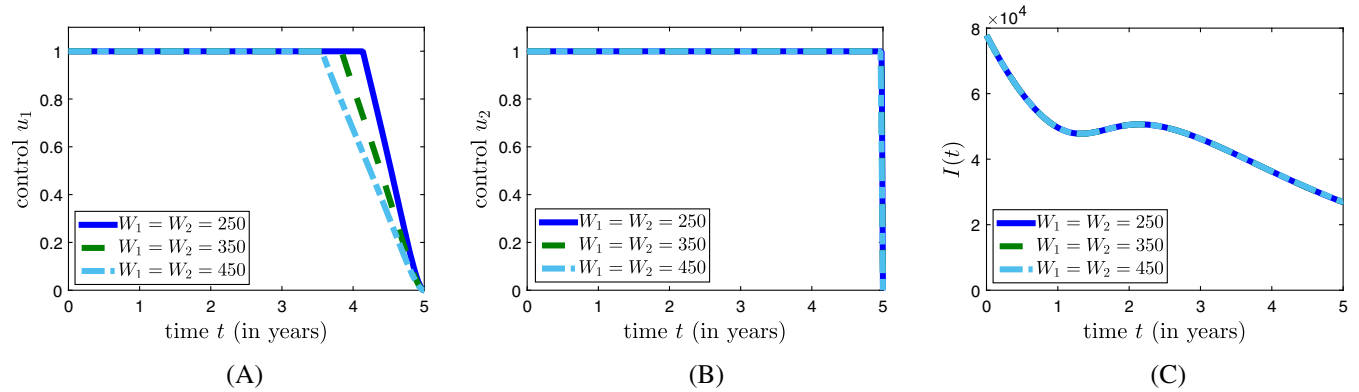 1
0.8
0.6
0.4
0.2
0
control u₁
W₁ = W₂ = 250
W₁ = W₂ = 350
W₁ = W₂ = 450
0 1 2 3 4 5
time t (in years)
(A)
1
0.8
0.6
0.4
0.2
0
control u₂
W₁ = W₂ = 250
W₁ = W₂ = 350
W₁ = W₂ = 450
0 1 2 3 4 5
time t (in years)
(B)
×10⁴
8
6
4
2
0
I(t)
W₁ = W₂ = 250
W₁ = W₂ = 350
W₁ = W₂ = 450
0 1 2 3 4 5
time t (in years)
(C)